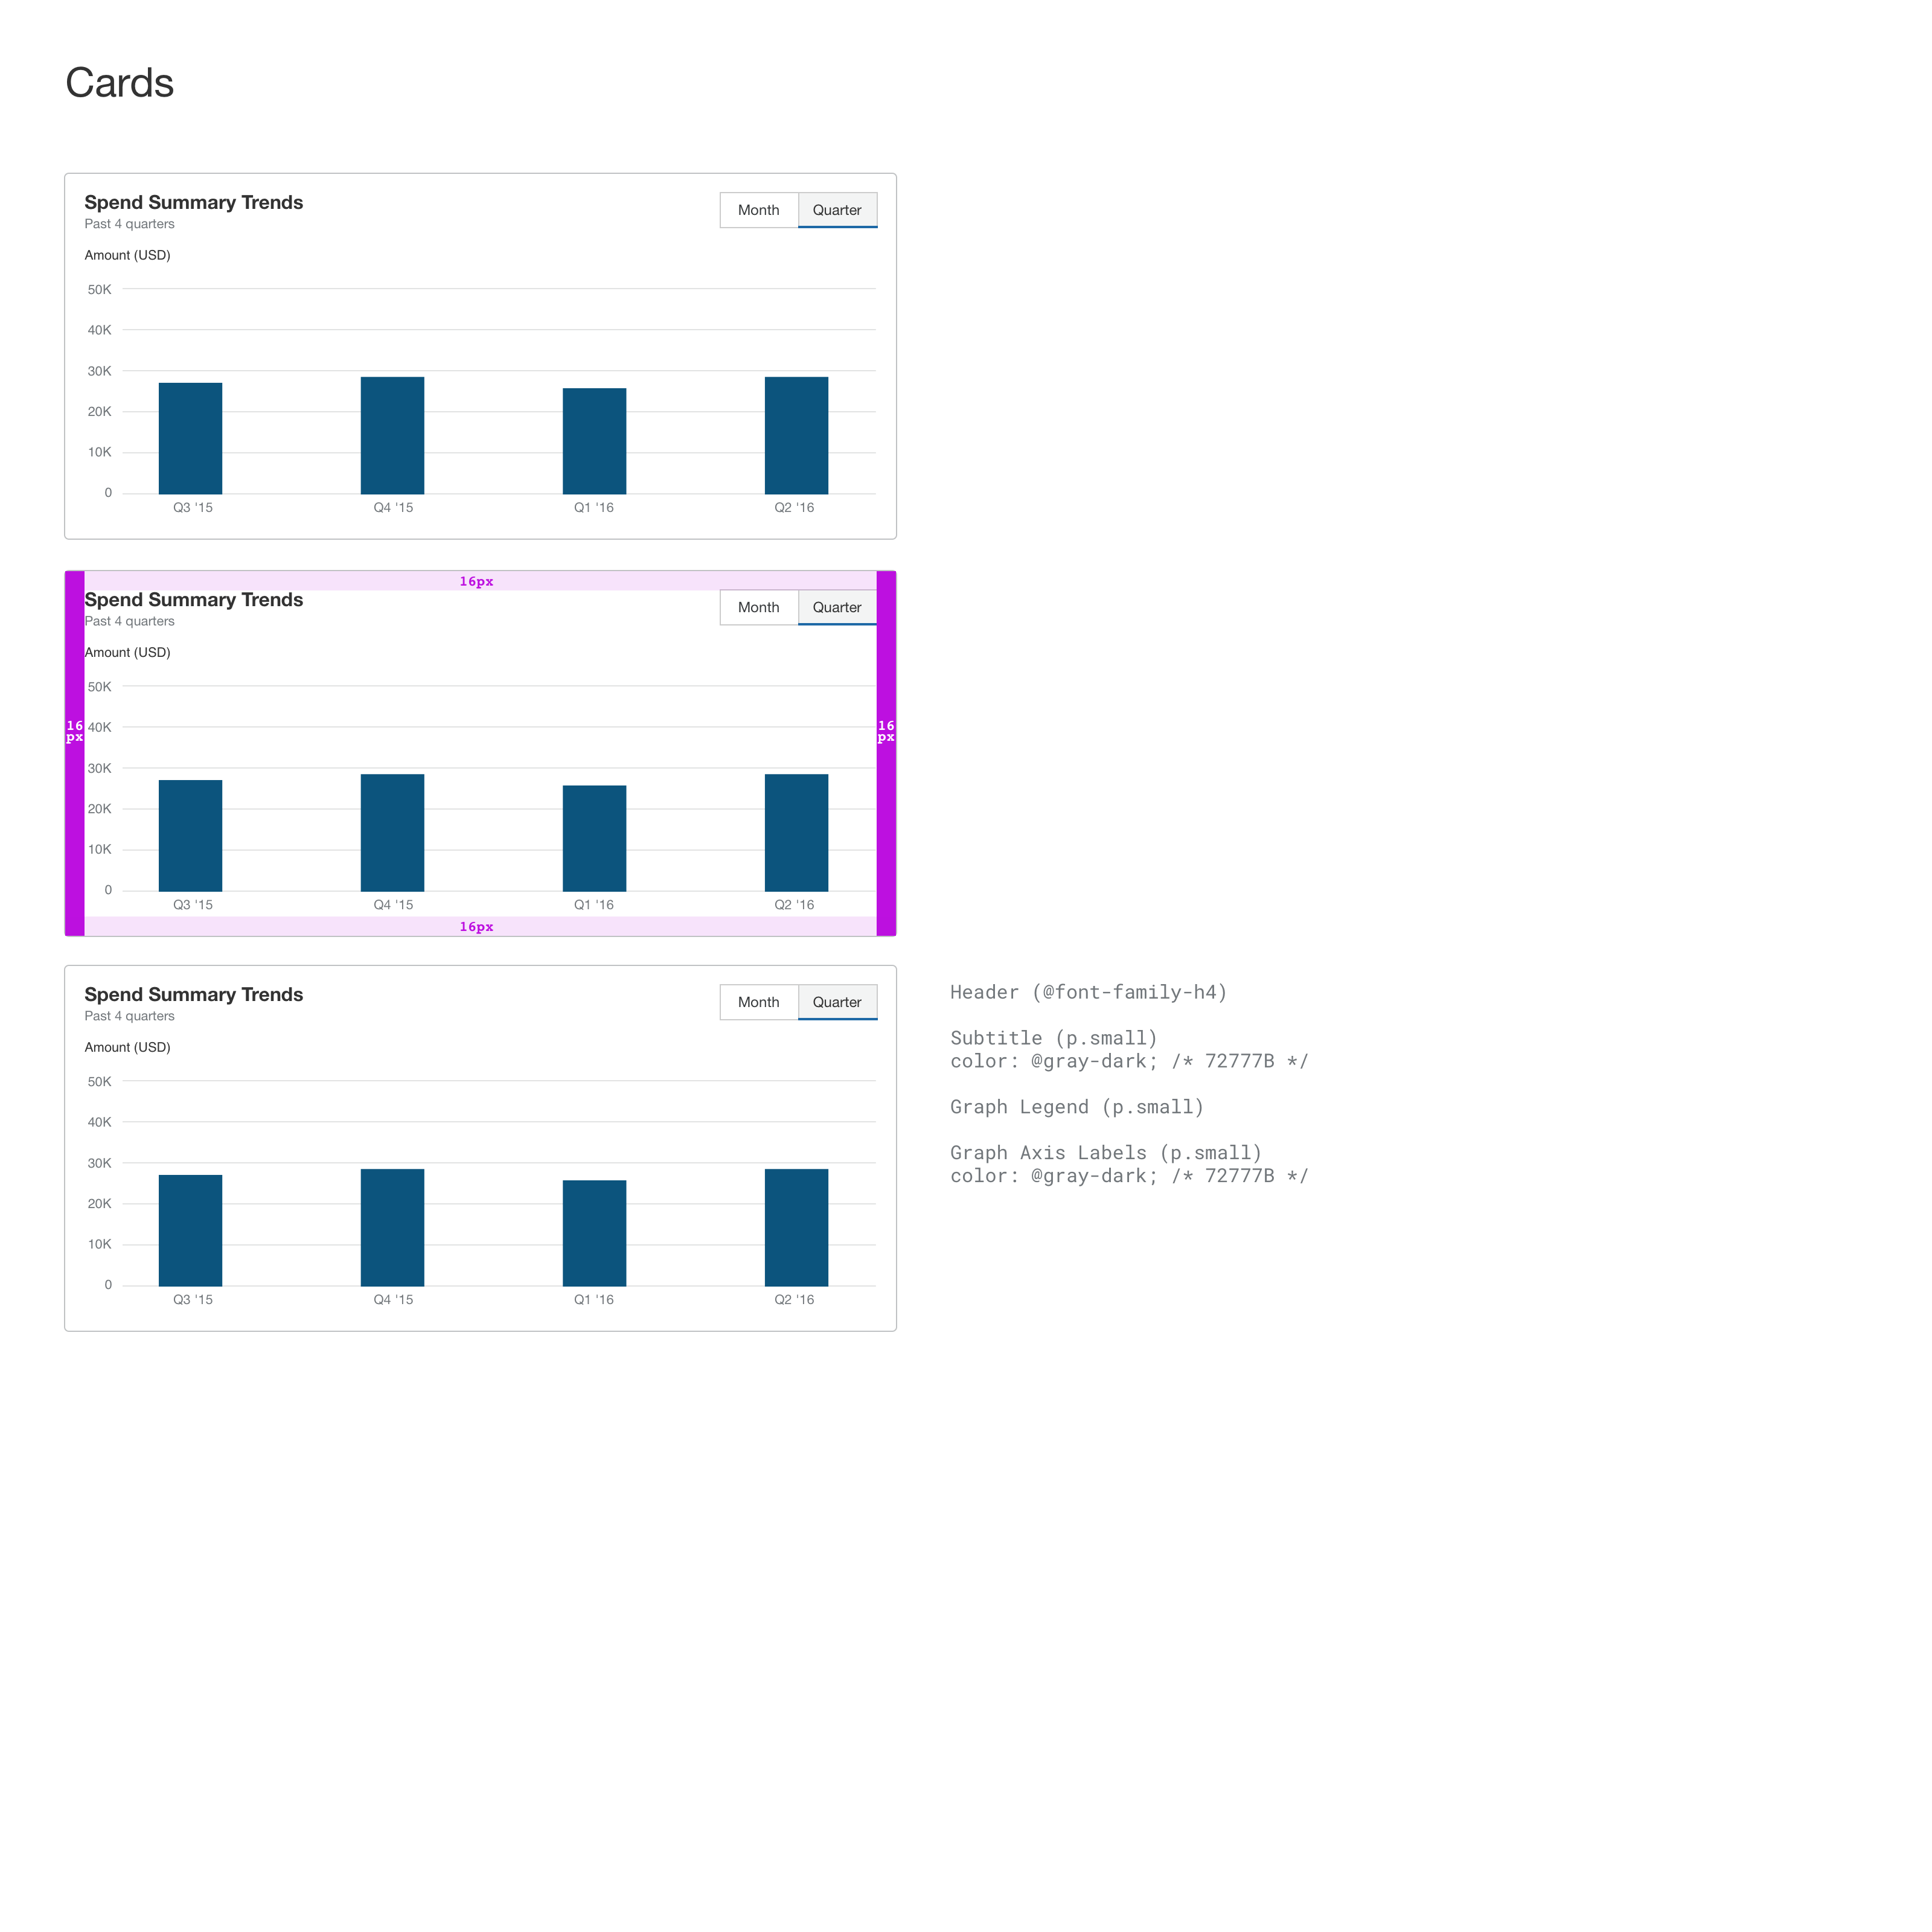 Cards
Spend Summary Trends
Past 4 quarters
Month
Quarter
Amount (USD)
50K
40K
30K
20K
10K
0
Q3 '15
Q4 '15
Q1 '16
Q2 '16
16px
Spend Summary Trends
Past 4 quarters
Month
Quarter
Amount (USD)
50K
16
px
40K
16
px
30K
20K
10K
0
Q3 '15
Q4 '15
Q1 '16
Q2 '16
16px
Spend Summary Trends
Past 4 quarters
Month
Quarter
Amount (USD)
50K
40K
30K
20K
10K
0
Q3 '15
Q4 '15
Q1 '16
Q2 '16
Header (@font-family-h4)
Subtitle (p.small)
color: @gray-dark; /* 72777B */
Graph Legend (p.small)
Graph Axis Labels (p.small)
color: @gray-dark; /* 72777B */